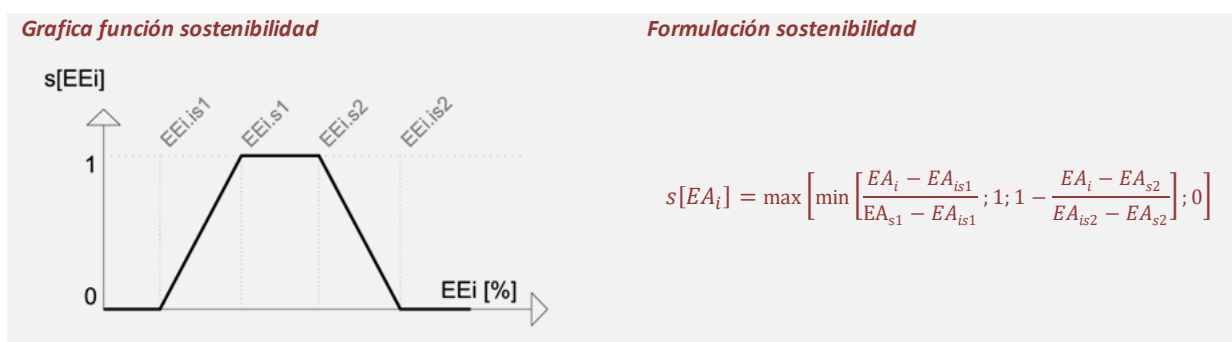 Grafica función sostenibilidad
Formulación sostenibilidad
s[EEi]
EEi.is1
EEi.s1
EEi.s2
EEi.is2
1
0
EEi [%]
s[EA_i] = max [min [(EA_i − EA_is1)/(EA_s1 − EA_is1) ; 1; 1 − (EA_i − EA_s2)/(EA_is2 − EA_s2)] ; 0]